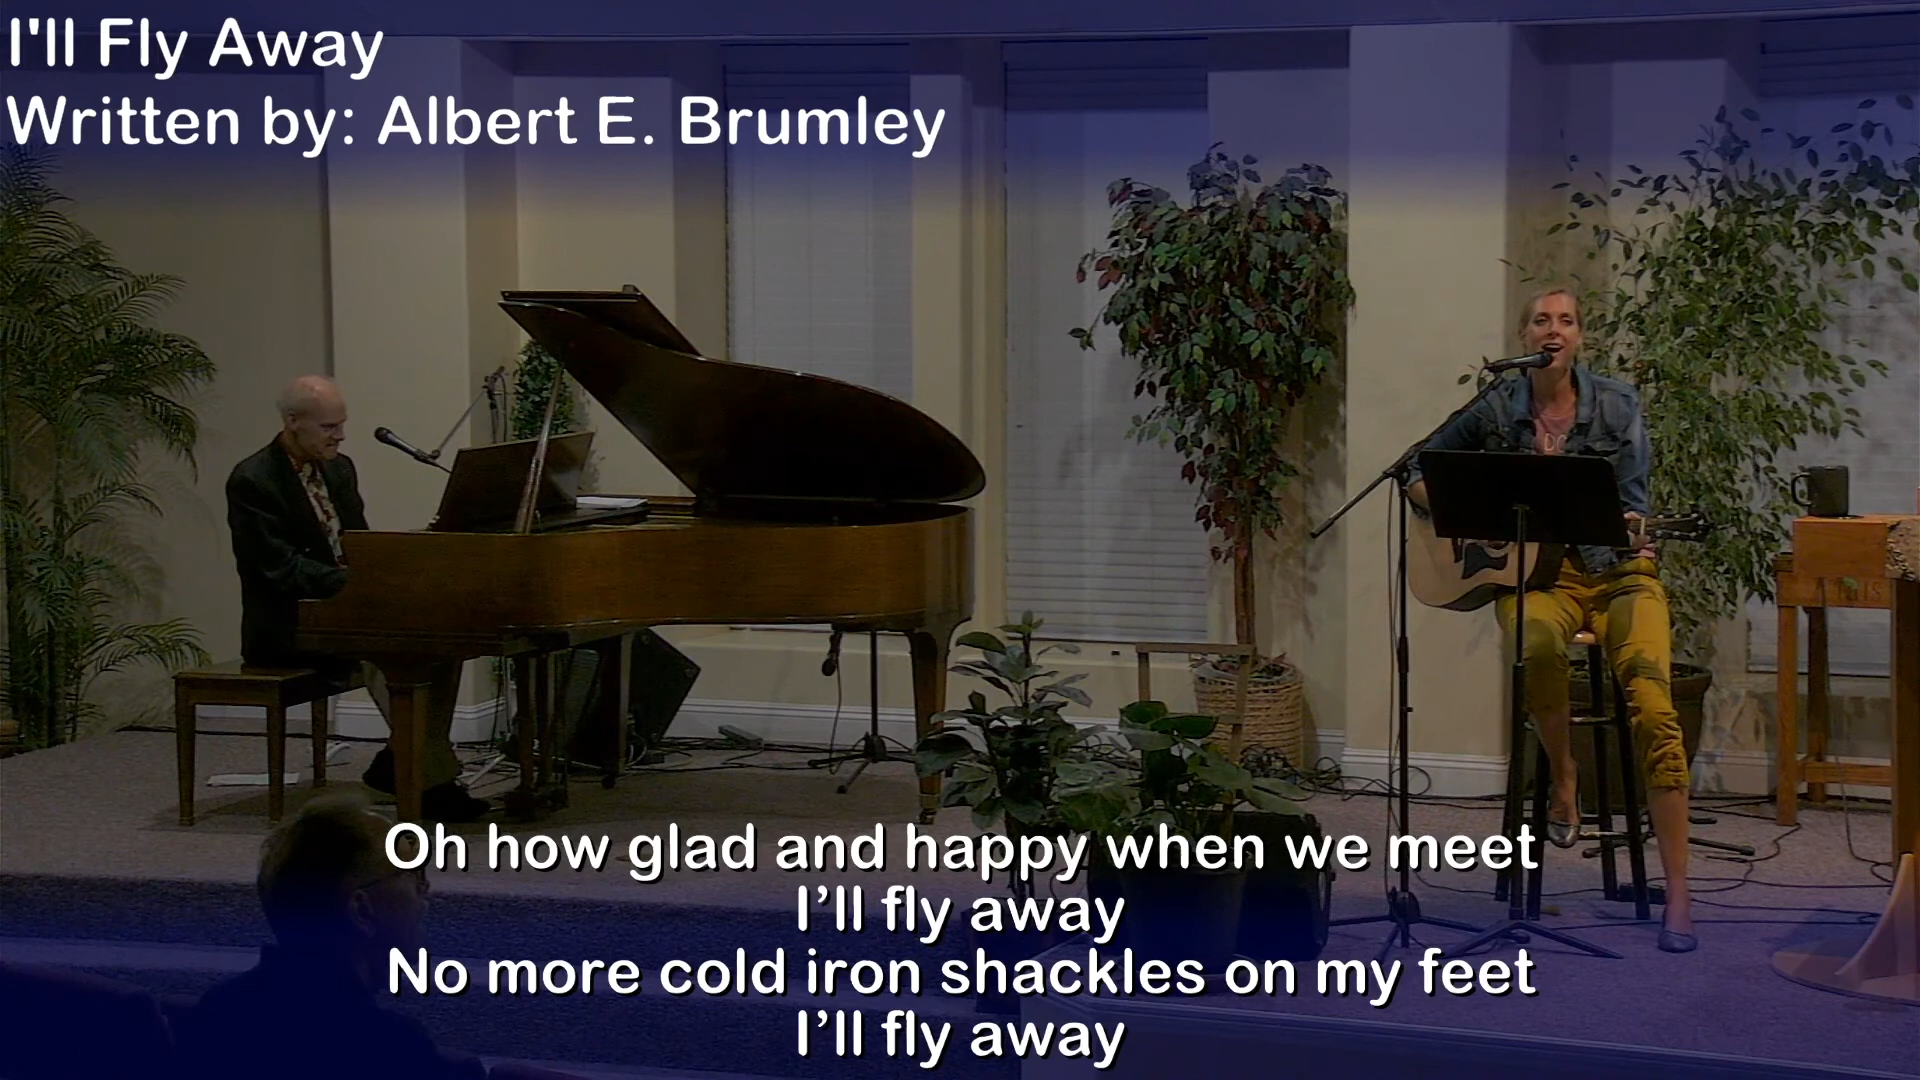 I'll Fly Away
Written by: Albert E. Brumley
Oh how glad and happy when we meet
I’ll fly away
No more cold iron shackles on my feet
I’ll fly away